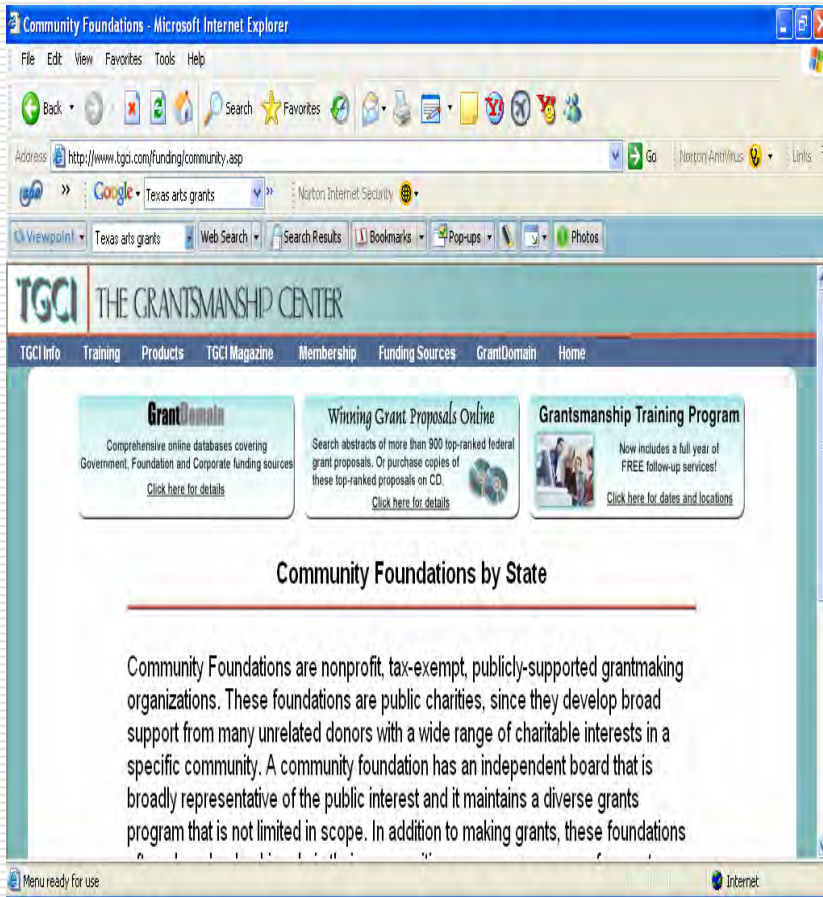 Community Foundations - Microsoft Internet Explorer
File Edit View Favorites Tools Help
Back Search Favorites
Address http://www.tgci.com/funding/community.asp Go Norton AntiVirus Links
» Google Texas arts grants » Norton Internet Security
Viewpoint Texas arts grants Web Search Search Results Bookmarks Pop-ups Photos
TGCI THE GRANTSMANSHIP CENTER
TGCI Info Training Products TGCI Magazine Membership Funding Sources GrantDomain Home
GrantDomain
Comprehensive online databases covering
Government, Foundation and Corporate funding sources
Click here for details
Winning Grant Proposals Online
Search abstracts of more than 900 top-ranked federal
grant proposals. Or purchase copies of
these top-ranked proposals on CD.
Click here for details
Grantsmanship Training Program
Now includes a full year of
FREE follow-up services!
Click here for dates and locations
Community Foundations by State
Community Foundations are nonprofit, tax-exempt, publicly-supported grantmaking
organizations. These foundations are public charities, since they develop broad
support from many unrelated donors with a wide range of charitable interests in a
specific community. A community foundation has an independent board that is
broadly representative of the public interest and it maintains a diverse grants
program that is not limited in scope. In addition to making grants, these foundations
Menu ready for use Internet